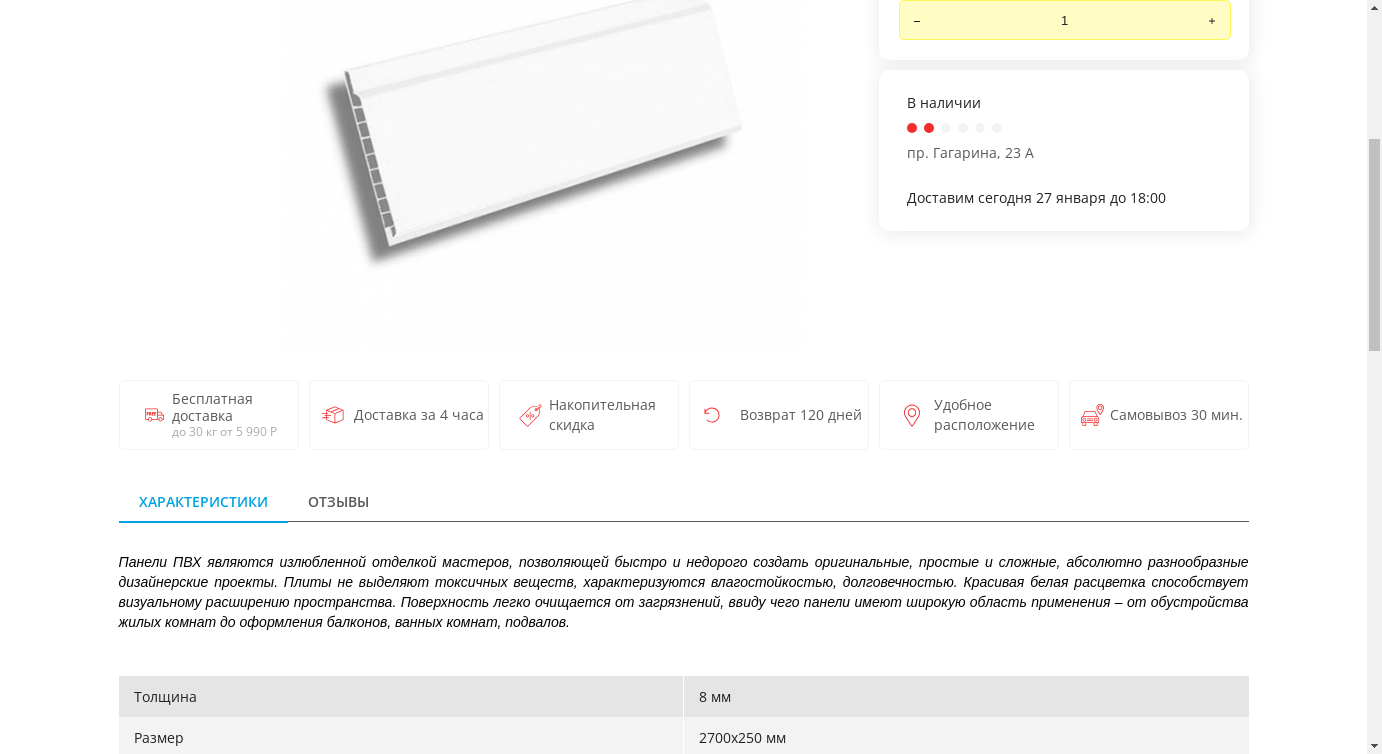 − 1 +
В наличии
пр. Гагарина, 23 А
Доставим сегодня 27 января до 18:00
Бесплатная
доставка
до 30 кг от 5 990 Р
Доставка за 4 часа
Накопительная
скидка
Возврат 120 дней
Удобное
расположение
Самовывоз 30 мин.
ХАРАКТЕРИСТИКИ ОТЗЫВЫ
Панели ПВХ являются излюбленной отделкой мастеров, позволяющей быстро и недорого создать оригинальные, простые и сложные, абсолютно разнообразные
дизайнерские проекты. Плиты не выделяют токсичных веществ, характеризуются влагостойкостью, долговечностью. Красивая белая расцветка способствует
визуальному расширению пространства. Поверхность легко очищается от загрязнений, ввиду чего панели имеют широкую область применения – от обустройства
жилых комнат до оформления балконов, ванных комнат, подвалов.
Толщина 8 мм
Размер 2700х250 мм